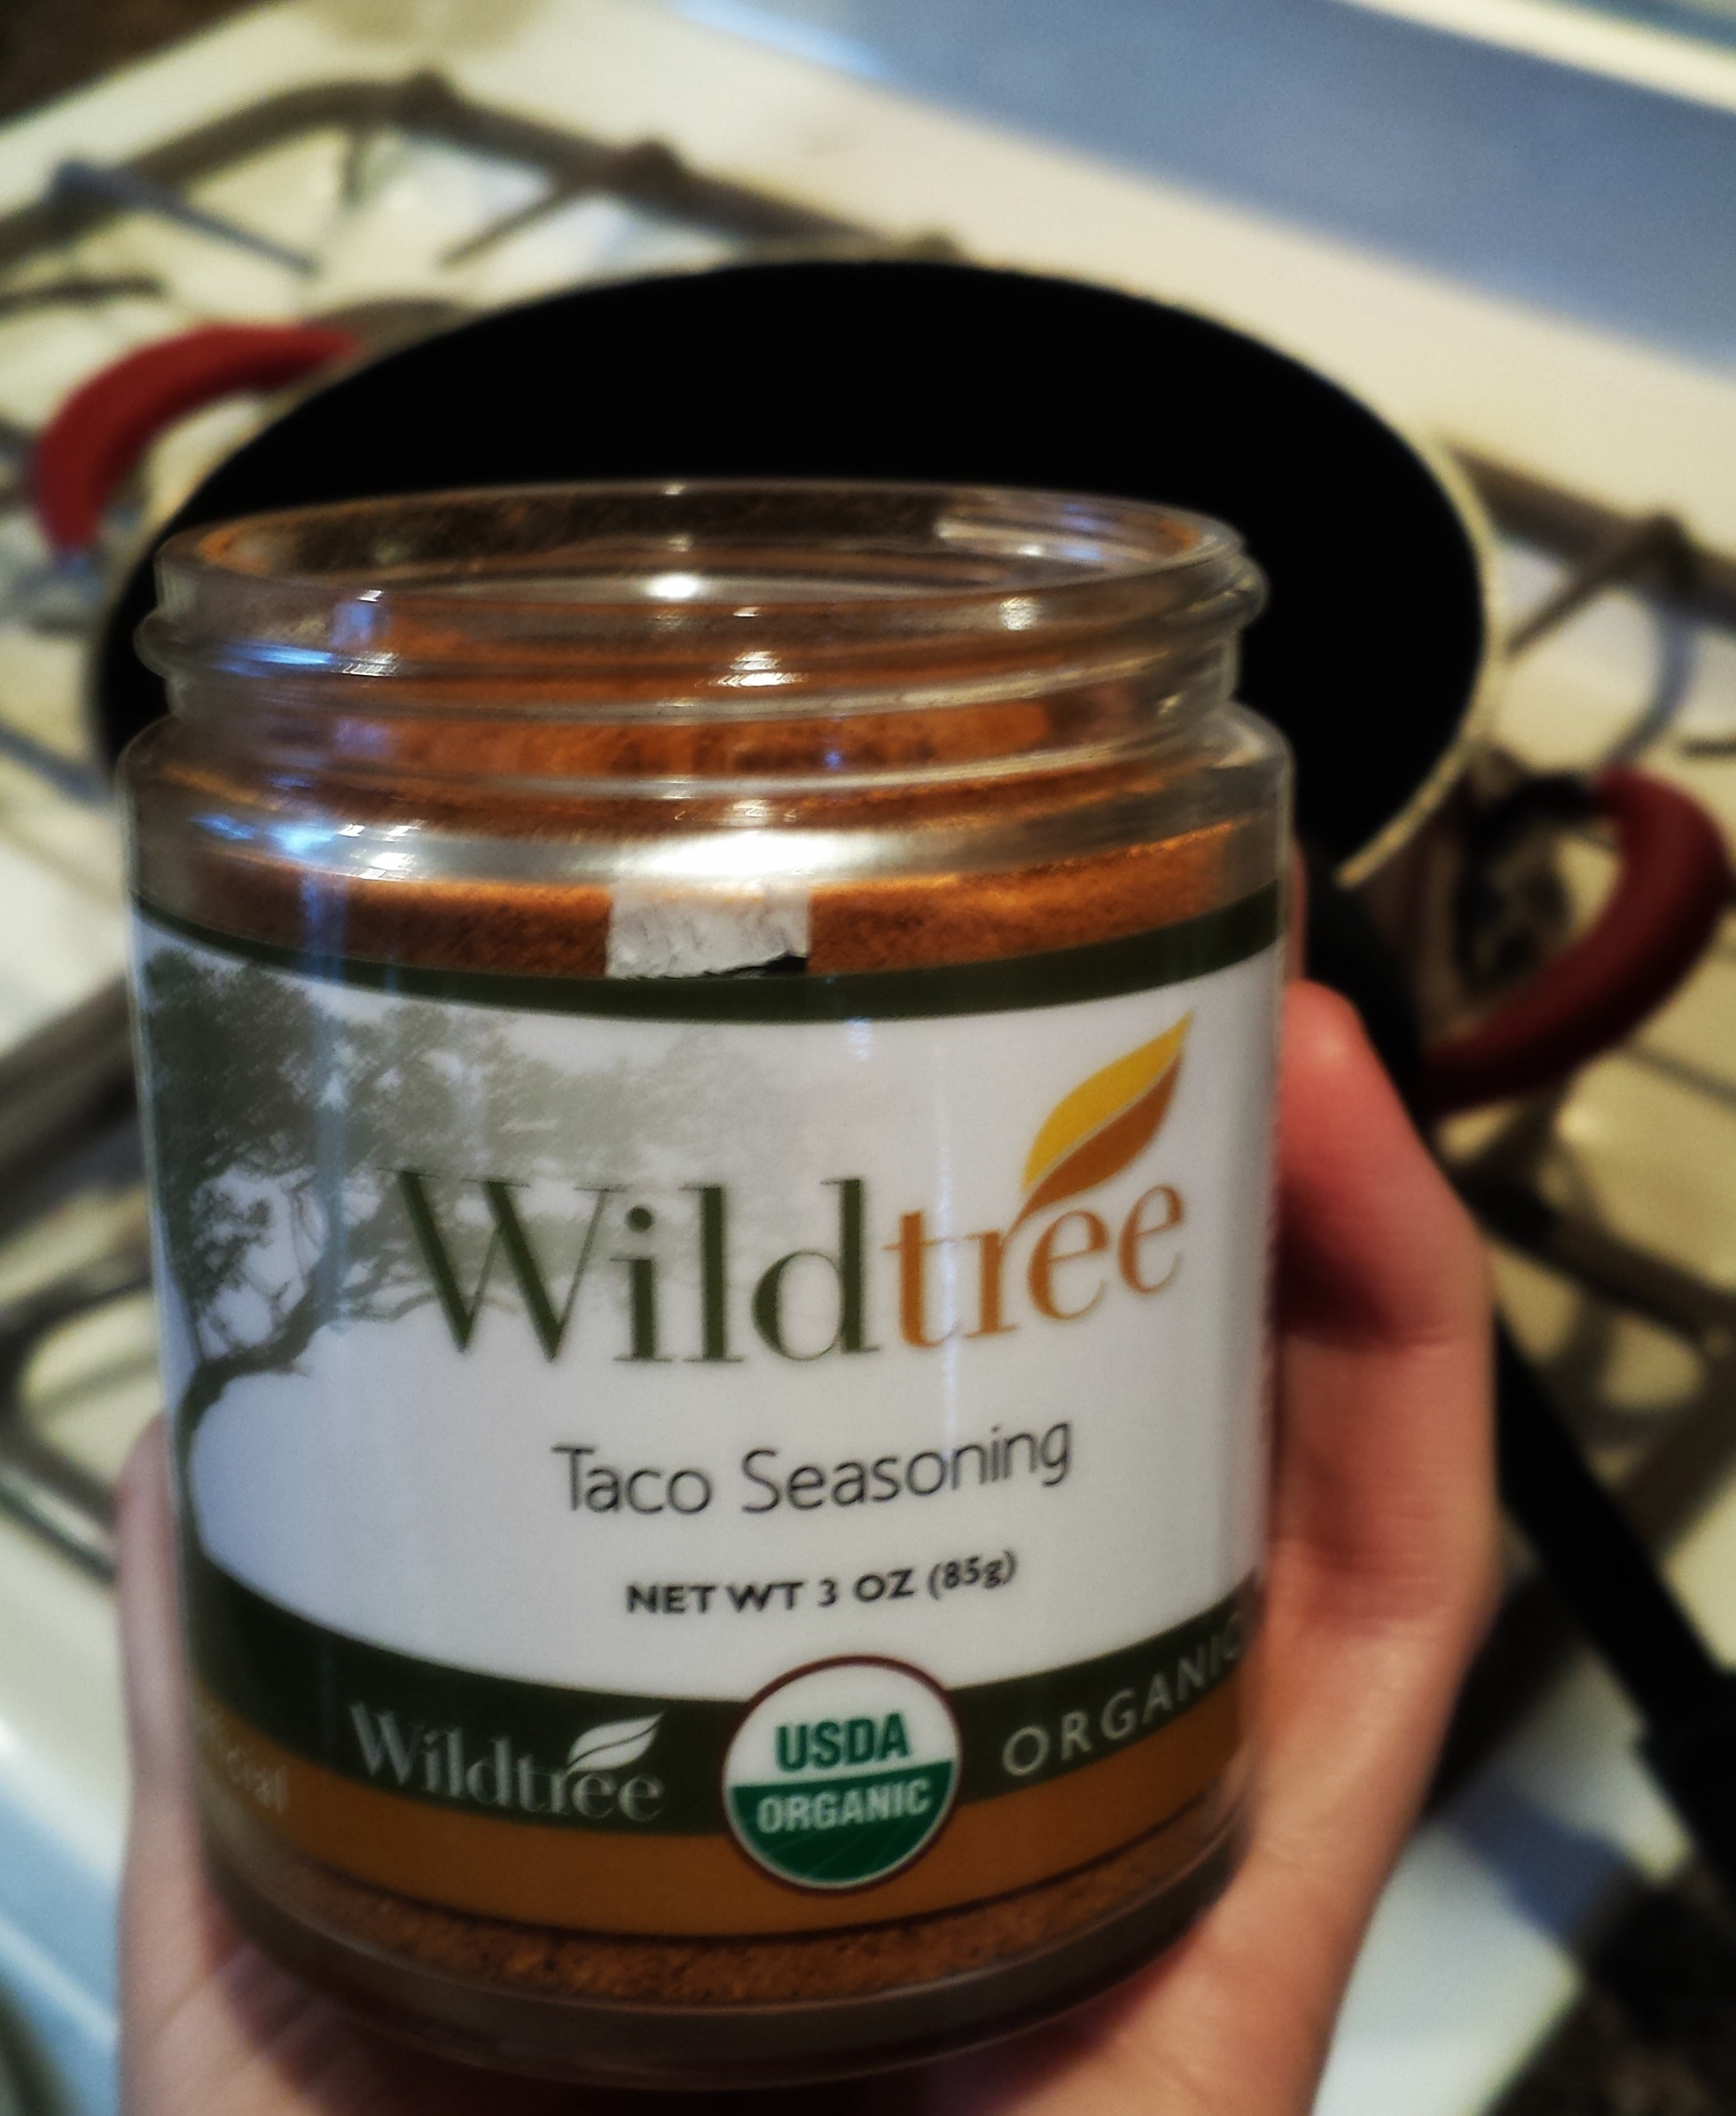 Wildtree
Taco Seasoning
NET WT 3 OZ (85g)
Wildtree
USDA
ORGANIC
ORGANIC